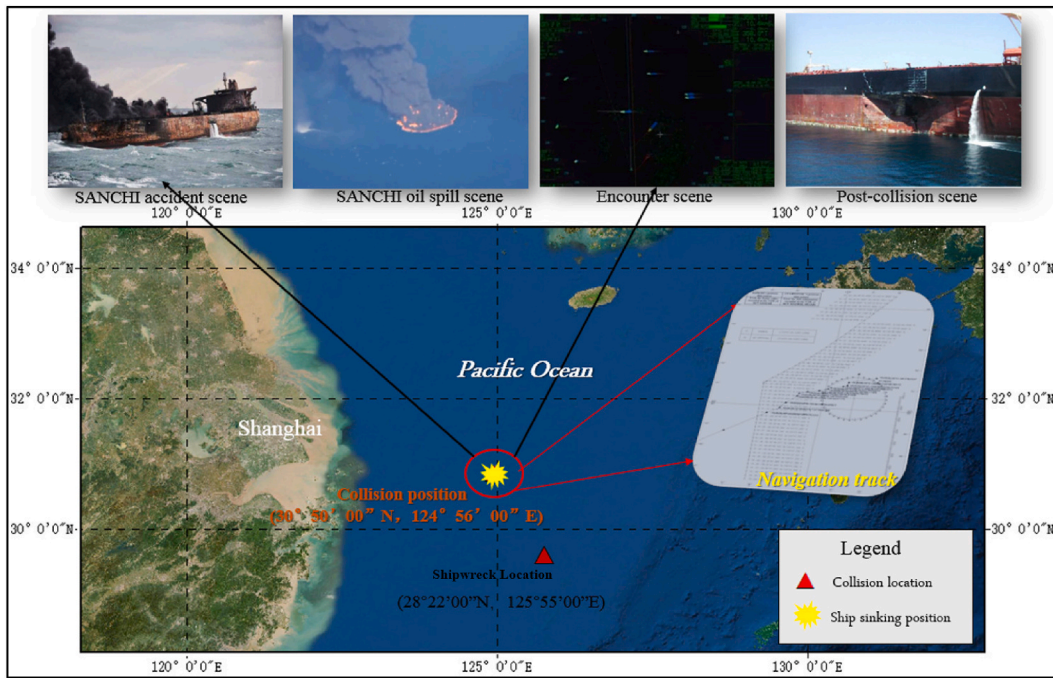 SANCHI accident scene
SANCHI oil spill scene
Encounter scene
Post-collision scene
120° 0′0″E
125° 0′0″E
130° 0′0″E
34° 0′0″N
34° 0′0″N
Pacific Ocean
32° 0′0″N
32° 0′0″N
Shanghai
Navigation track
Collision position
(30° 50′ 00” N, 124° 56′ 00” E)
30° 0′0″N
30° 0′0″N
Shipwreck Location
(28°22’00”N, 125°55’00”E)
Legend
Collision location
Ship sinking position
120° 0′0″E
125° 0′0″E
130° 0′0″E